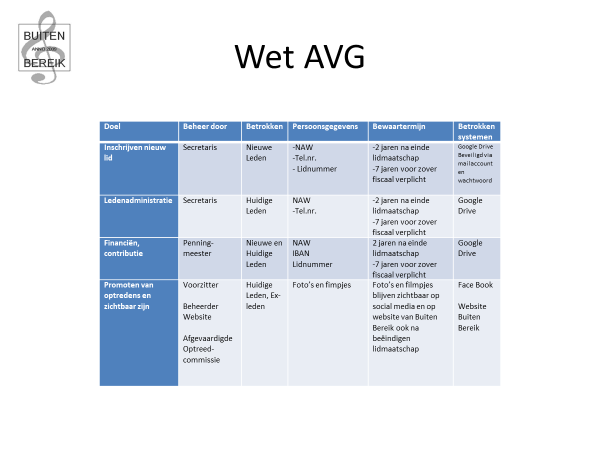 BUITEN
ANNO 2010
BEREIK
Wet AVG
Doel
Beheer door
Betrokken
Persoonsgegevens
Bewaartermijn
Betrokken
systemen
Inschrijven nieuw
lid
Secretaris
Nieuwe
Leden
-NAW
-Tel.nr.
- Lidnummer
-2 jaren na einde
lidmaatschap
-7 jaren voor zover
fiscaal verplicht
Google Drive
Beveiligd via
mailaccount
en
wachtwoord
Ledenadministratie
Secretaris
Huidige
Leden
NAW
-Tel.nr.
-2 jaren na einde
lidmaatschap
-7 jaren voor zover
fiscaal verplicht
Google
Drive
Financiën,
contributie
Penning-
meester
Nieuwe en
Huidige
Leden
NAW
IBAN
Lidnummer
2 jaren na einde
lidmaatschap
-7 jaren voor zover
fiscaal verplicht
Google
Drive
Promoten van
optredens en
zichtbaar zijn
Voorzitter
Beheerder
Website
Afgevaardigde
Optreed-
commissie
Huidige
Leden, Ex-
leden
Foto's en fimpjes
Foto's en filmpjes
blijven zichtbaar op
social media en op
website van Buiten
Bereik ook na
beëindigen
lidmaatschap
Face Book
Website
Buiten
Bereik